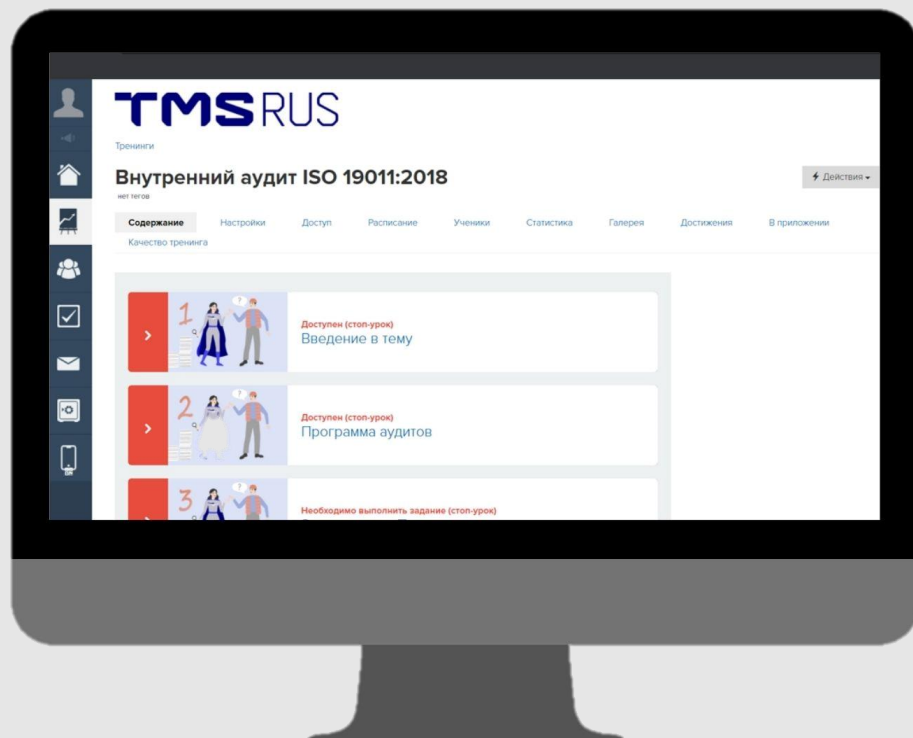 TMSRUS
Тренинги
Внутренний аудит ISO 19011:2018
нет тегов
Действия
Содержание Настройки Доступ Расписание Ученики Статистика Галерея Достижения В приложении
Качество тренинга
1
Доступен (стоп-урок)
Введение в тему
2
Доступен (стоп-урок)
Программа аудитов
3
Необходимо выполнить задание (стоп-урок)